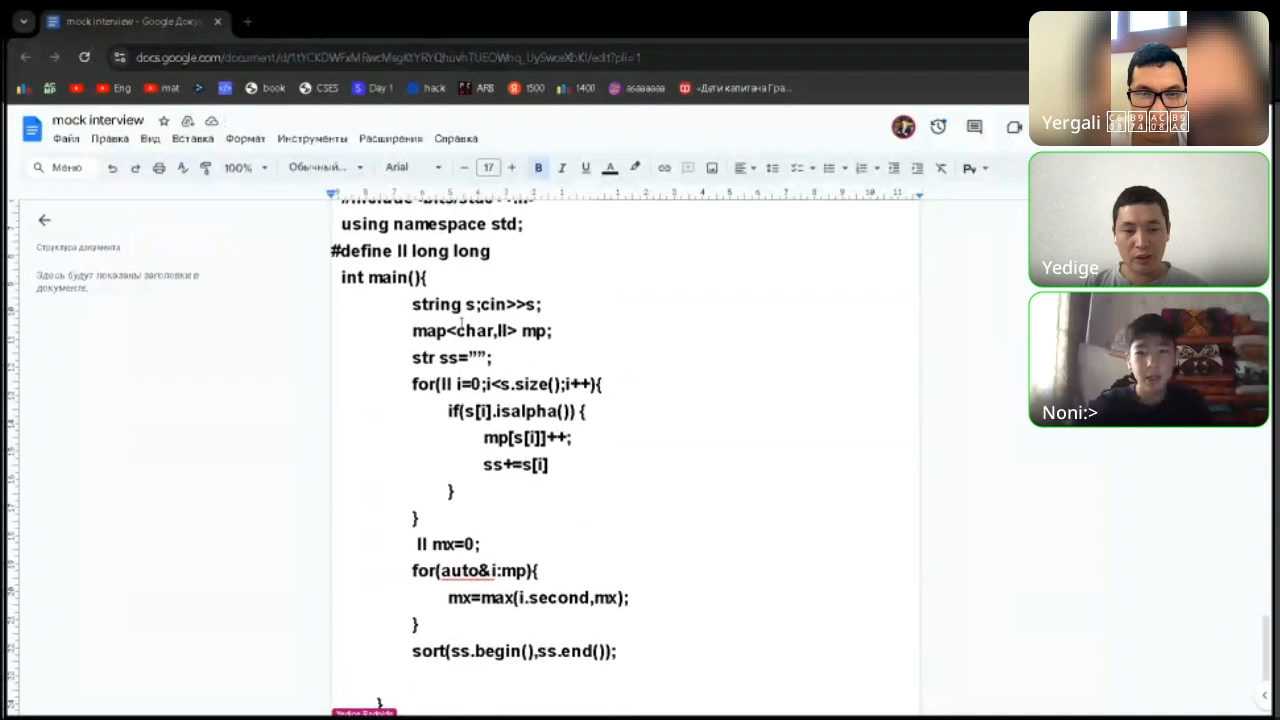 mock interview - Google Доку
docs.google.com/document/d/
Eng
mat
book
CSES
Day 1
hack
ARB
1500
1400
аааааааа
«Дети капитана Гра...
mock interview
Файл Правка Вид Вставка Формат Инструменты Расширения Справка
Меню 100% Обычный... Arial 17
Структура документа
Здесь будут показаны заголовки в
документе.
using namespace std;
#define ll long long
int main(){
string s;cin>>s;
map<char,ll> mp;
str ss=””;
for(ll i=0;i<s.size();i++){
if(s[i].isalpha()) {
mp[s[i]]++;
ss+=s[i]
}
}
ll mx=0;
for(auto&i:mp){
mx=max(i.second,mx);
}
sort(ss.begin(),ss.end());
}
Yergali
Yedige
Noni:>